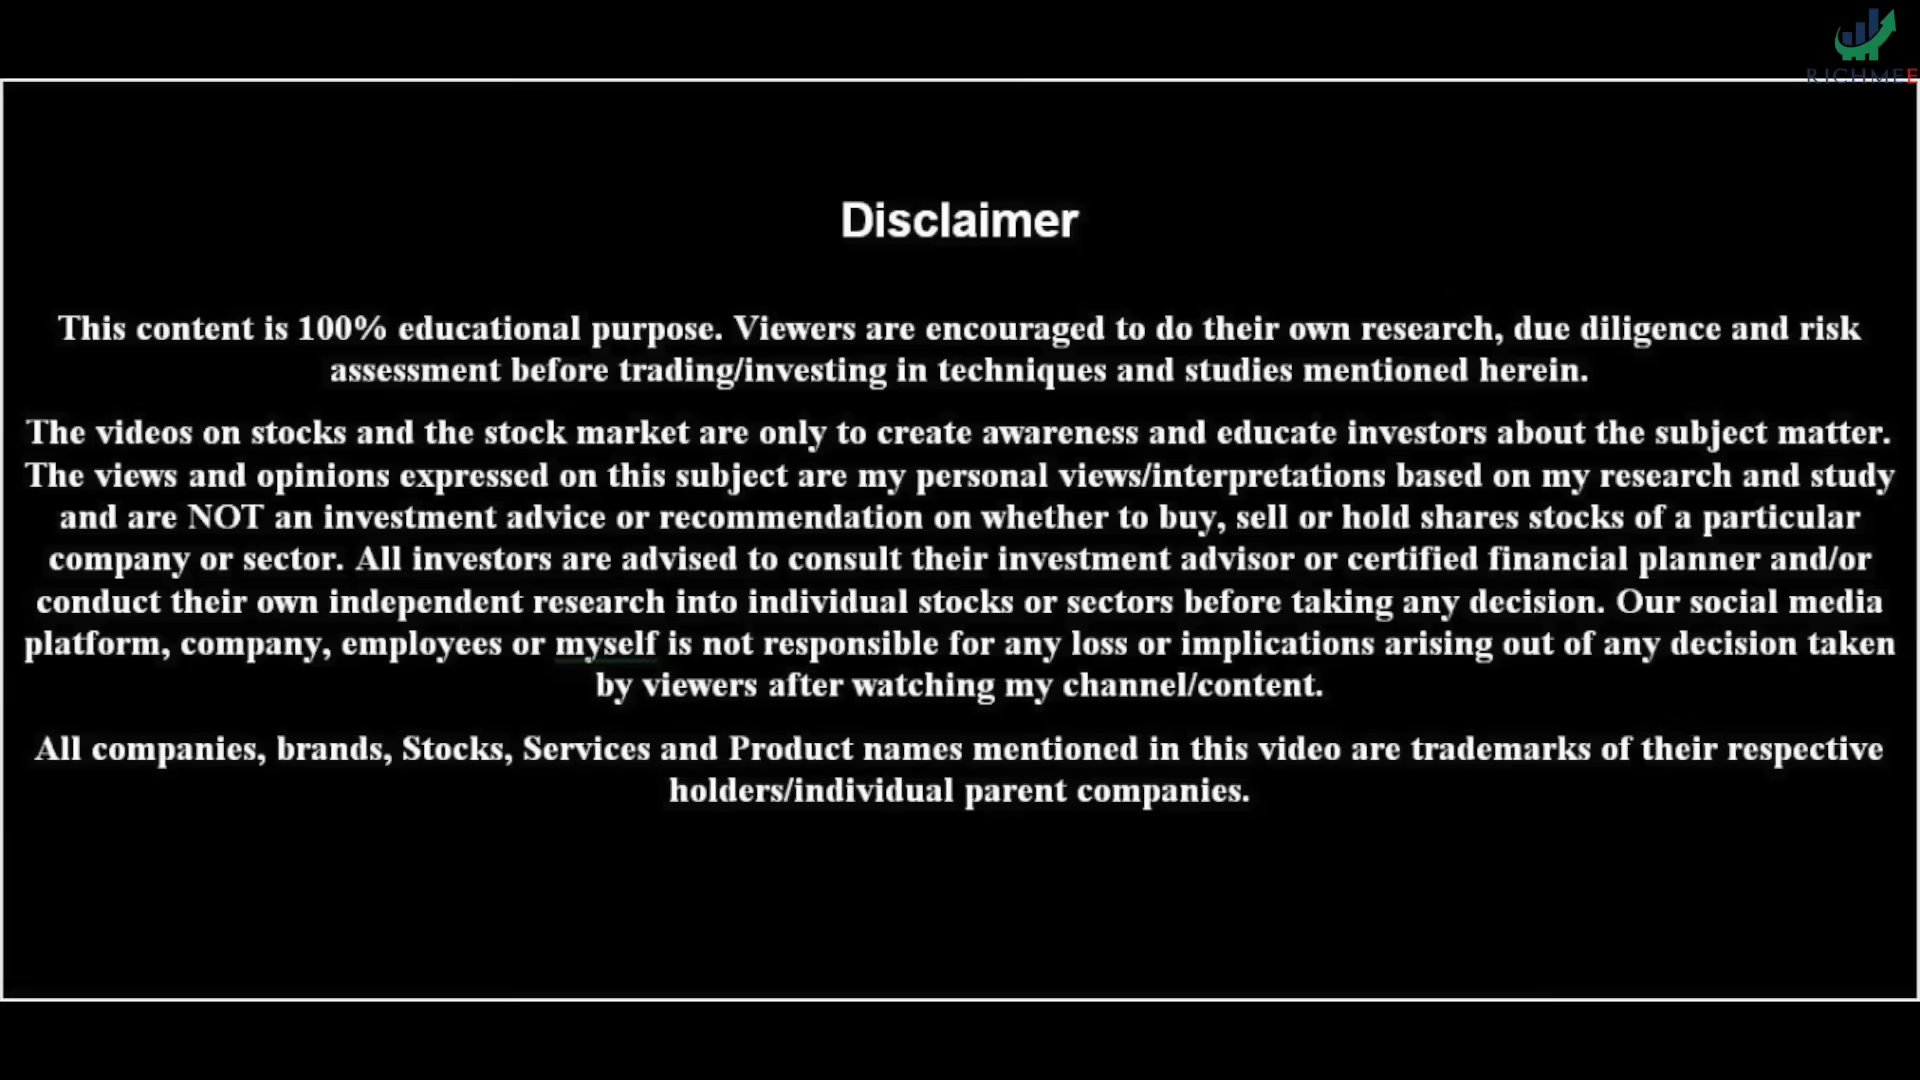 RICHMEE
Disclaimer
This content is 100% educational purpose. Viewers are encouraged to do their own research, due diligence and risk
assessment before trading/investing in techniques and studies mentioned herein.
The videos on stocks and the stock market are only to create awareness and educate investors about the subject matter.
The views and opinions expressed on this subject are my personal views/interpretations based on my research and study
and are NOT an investment advice or recommendation on whether to buy, sell or hold shares stocks of a particular
company or sector. All investors are advised to consult their investment advisor or certified financial planner and/or
conduct their own independent research into individual stocks or sectors before taking any decision. Our social media
platform, company, employees or myself is not responsible for any loss or implications arising out of any decision taken
by viewers after watching my channel/content.
All companies, brands, Stocks, Services and Product names mentioned in this video are trademarks of their respective
holders/individual parent companies.